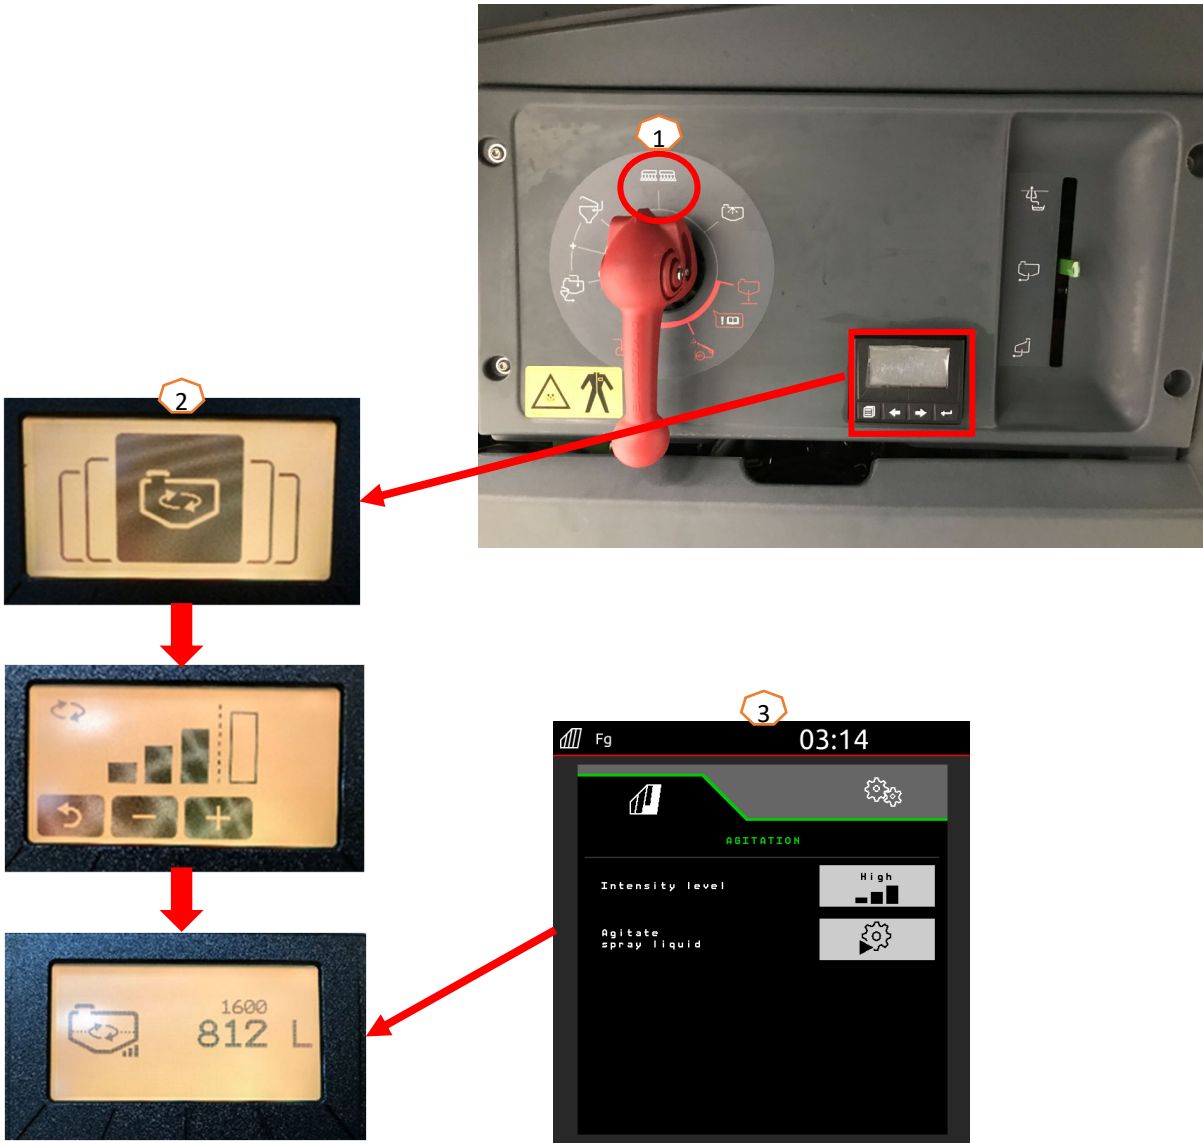 1
2
3
Fg
03:14
AGITATION
Intensity level
High
Agitate
spray liquid
1600
812 L